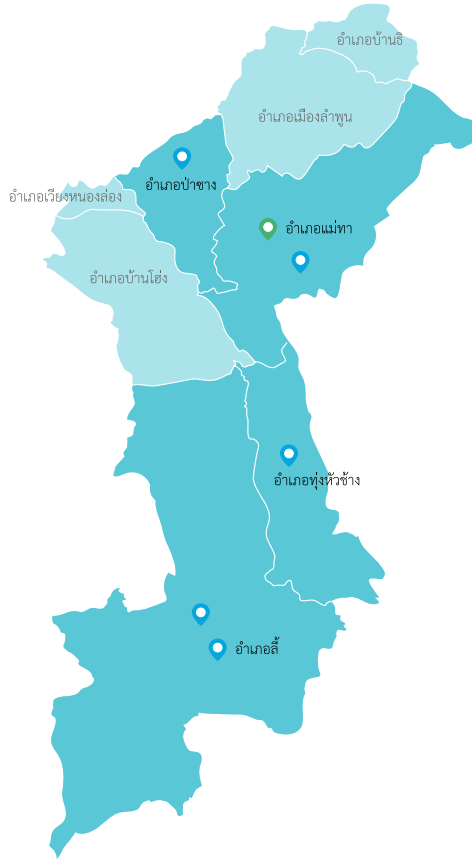 อำเภอบ้านธิ
อำเภอเมืองลำพูน
อำเภอป่าซาง
อำเภอเวียงหนองล่อง
อำเภอแม่ทา
อำเภอบ้านโฮ่ง
อำเภอทุ่งหัวช้าง
อำเภอลี้